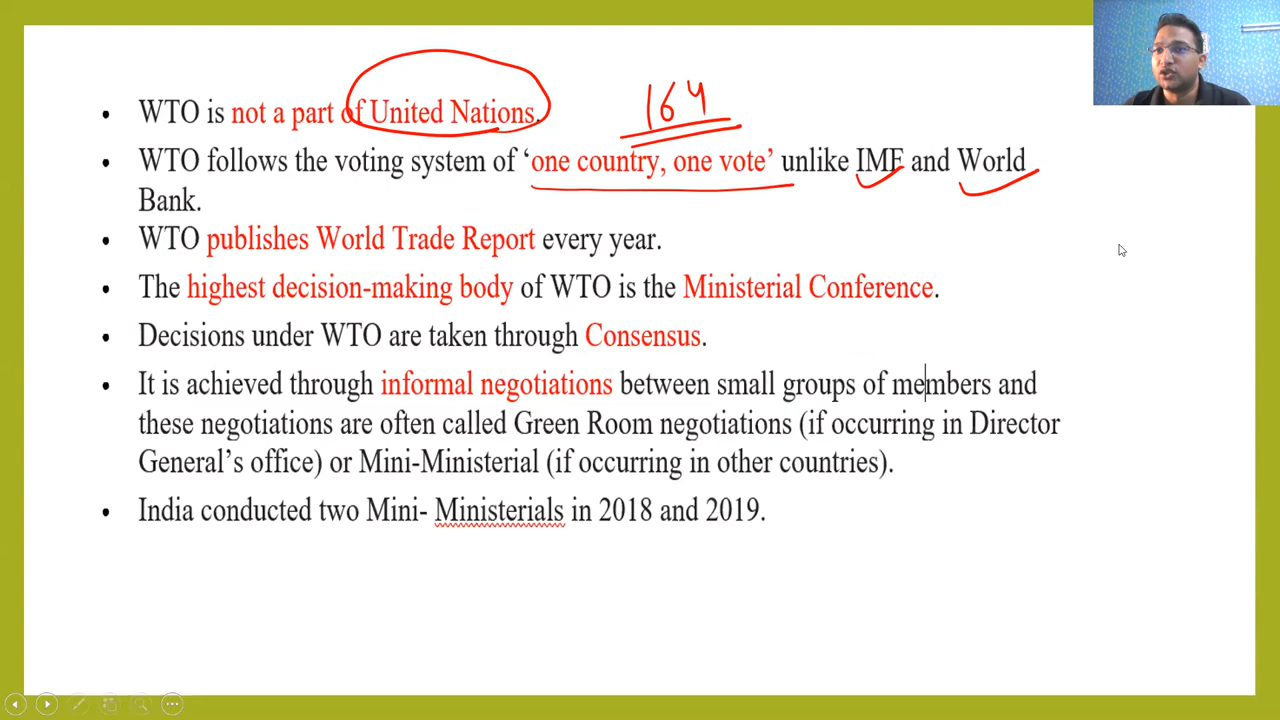 164
• WTO is not a part of United Nations.
• WTO follows the voting system of ‘one country, one vote’ unlike IMF and World
Bank.
• WTO publishes World Trade Report every year.
• The highest decision-making body of WTO is the Ministerial Conference.
• Decisions under WTO are taken through Consensus.
• It is achieved through informal negotiations between small groups of members and
these negotiations are often called Green Room negotiations (if occurring in Director
General’s office) or Mini-Ministerial (if occurring in other countries).
• India conducted two Mini- Ministerials in 2018 and 2019.